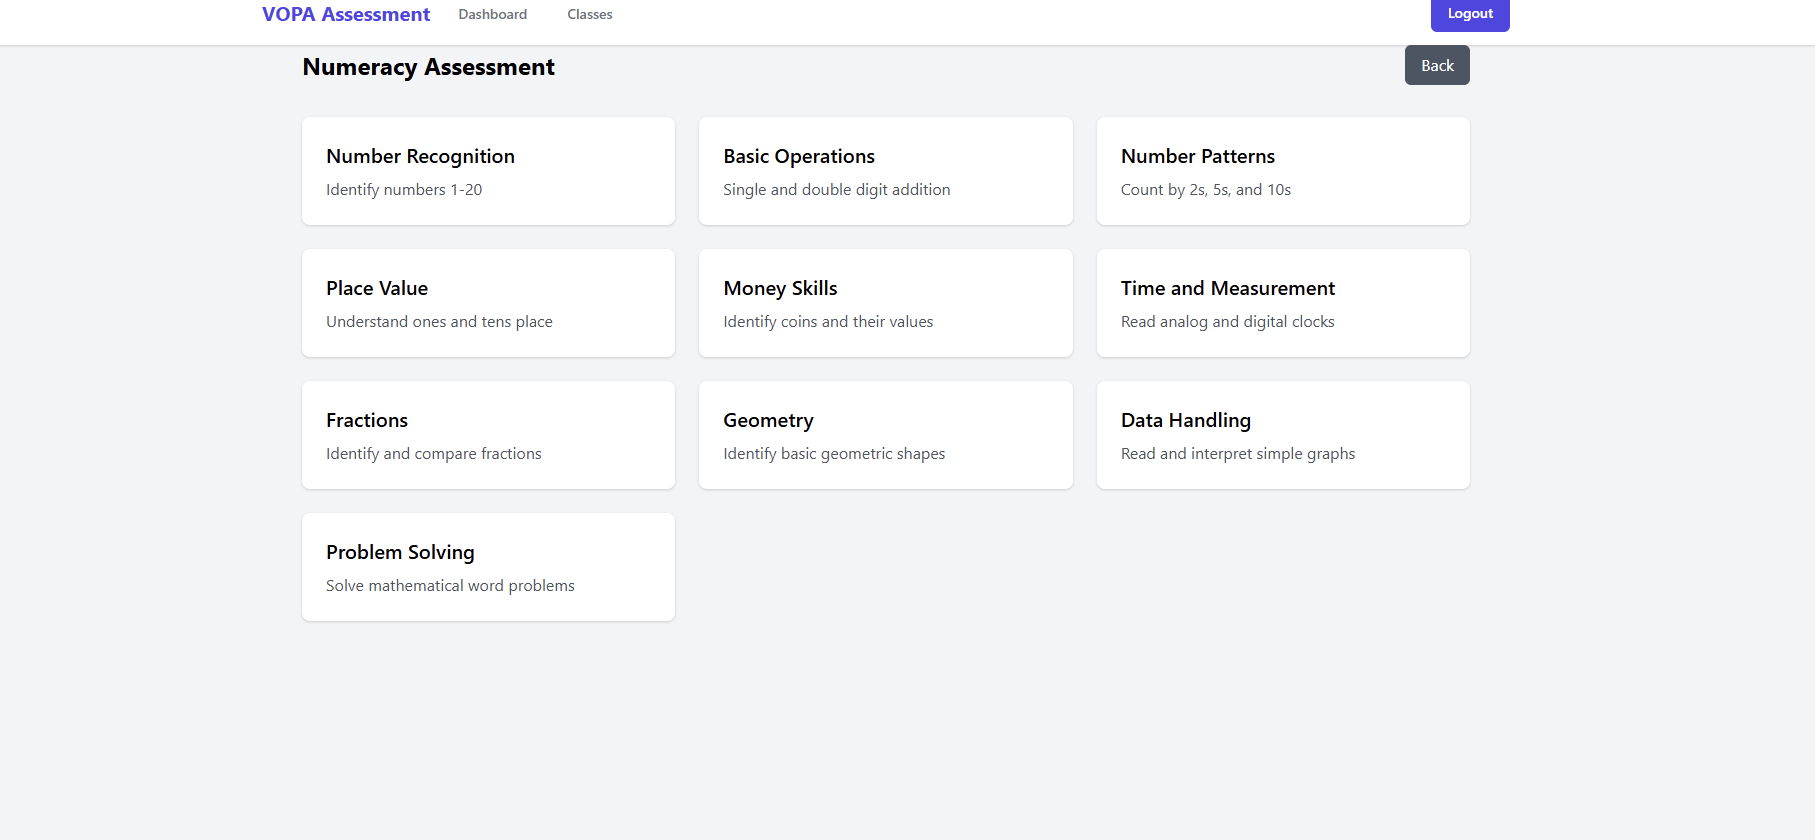 VOPA Assessment Dashboard Classes Logout
Numeracy Assessment Back
Number Recognition
Identify numbers 1-20
Basic Operations
Single and double digit addition
Number Patterns
Count by 2s, 5s, and 10s
Place Value
Understand ones and tens place
Money Skills
Identify coins and their values
Time and Measurement
Read analog and digital clocks
Fractions
Identify and compare fractions
Geometry
Identify basic geometric shapes
Data Handling
Read and interpret simple graphs
Problem Solving
Solve mathematical word problems